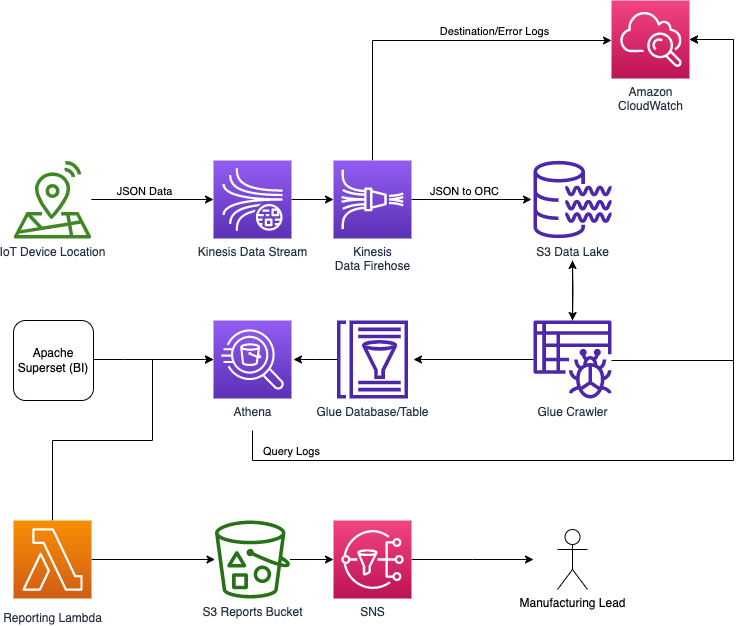 Destination/Error Logs
Amazon
CloudWatch
JSON Data
JSON to ORC
IoT Device Location
Kinesis Data Stream
Kinesis
Data Firehose
S3 Data Lake
Apache
Superset (BI)
Athena
Glue Database/Table
Glue Crawler
Query Logs
Reporting Lambda
S3 Reports Bucket
SNS
Manufacturing Lead